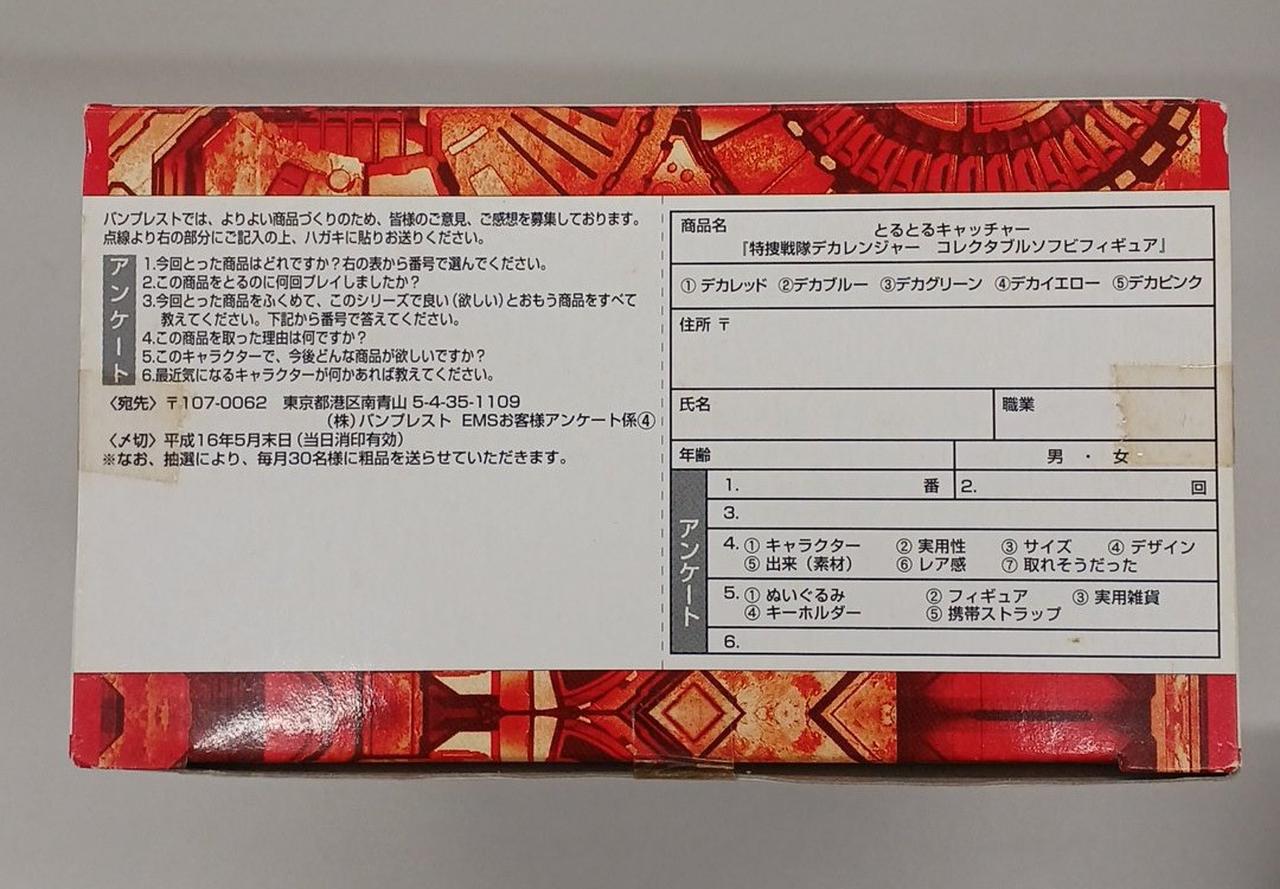 バンプレストでは、よりよい商品づくりのため、皆様のご意見、ご感想を募集しております。
点線より右の部分にご記入の上、ハガキに貼りお送りください。
アンケート
1.今回とった商品はどれですか？右の表から番号で選んでください。
2.この商品をとるのに何回プレイしましたか？
3.今回とった商品をふくめて、このシリーズで良い（欲しい）とおもう商品をすべて
教えてください。下記から番号で答えてください。
4.この商品を取った理由は何ですか？
5.このキャラクターで、今後どんな商品が欲しいですか？
6.最近気になるキャラクターが何かあれば教えてください。
〈宛先〉〒107-0062 東京都港区南青山 5-4-35-1109
（株）バンプレスト EMSお客様アンケート係④
〈〆切〉平成16年5月末日（当日消印有効）
※なお、抽選により、毎月30名様に粗品を送らせていただきます。
商品名 とるとるキャッチャー
『特捜戦隊デカレンジャー コレクタブルソフビフィギュア』
① デカレッド ②デカブルー ③デカグリーン ④デカイエロー ⑤デカピンク
住所 〒
氏名 職業
年齢 男 ・ 女
アンケート
1. 番 2. 回
3.
4. ① キャラクター ② 実用性 ③ サイズ ④ デザイン
⑤ 出来（素材） ⑥ レア感 ⑦ 取れそうだった
5. ① ぬいぐるみ ② フィギュア ③ 実用雑貨
④ キーホルダー ⑤ 携帯ストラップ
6.